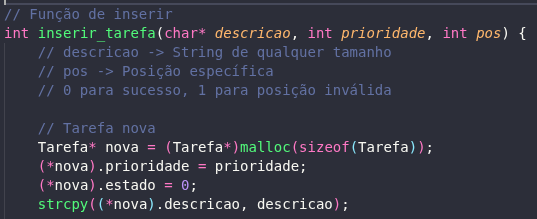 // Função de inserir
int inserir_tarefa(char* descricao, int prioridade, int pos) {
// descricao -> String de qualquer tamanho
// pos -> Posição específica
// 0 para sucesso, 1 para posição inválida
// Tarefa nova
Tarefa* nova = (Tarefa*)malloc(sizeof(Tarefa));
(*nova).prioridade = prioridade;
(*nova).estado = 0;
strcpy((*nova).descricao, descricao);